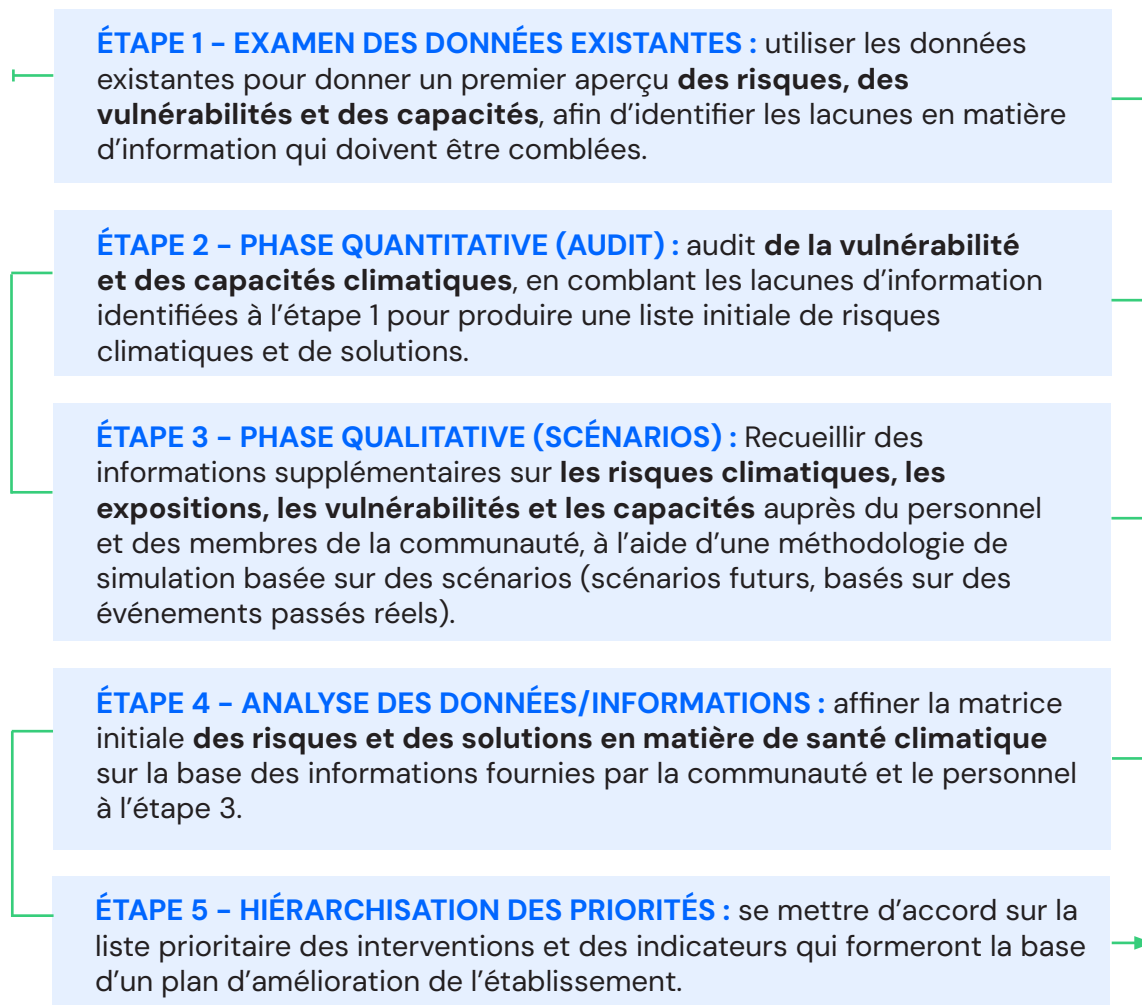 ÉTAPE 1 – EXAMEN DES DONNÉES EXISTANTES : utiliser les données
existantes pour donner un premier aperçu des risques, des
vulnérabilités et des capacités, afin d’identifier les lacunes en matière
d’information qui doivent être comblées.
ÉTAPE 2 – PHASE QUANTITATIVE (AUDIT) : audit de la vulnérabilité
et des capacités climatiques, en comblant les lacunes d’information
identifiées à l’étape 1 pour produire une liste initiale de risques
climatiques et de solutions.
ÉTAPE 3 – PHASE QUALITATIVE (SCÉNARIOS) : Recueillir des
informations supplémentaires sur les risques climatiques, les
expositions, les vulnérabilités et les capacités auprès du personnel
et des membres de la communauté, à l’aide d’une méthodologie de
simulation basée sur des scénarios (scénarios futurs, basés sur des
événements passés réels).
ÉTAPE 4 – ANALYSE DES DONNÉES/INFORMATIONS : affiner la matrice
initiale des risques et des solutions en matière de santé climatique
sur la base des informations fournies par la communauté et le personnel
à l’étape 3.
ÉTAPE 5 – HIÉRARCHISATION DES PRIORITÉS : se mettre d’accord sur la
liste prioritaire des interventions et des indicateurs qui formeront la base
d’un plan d’amélioration de l’établissement.